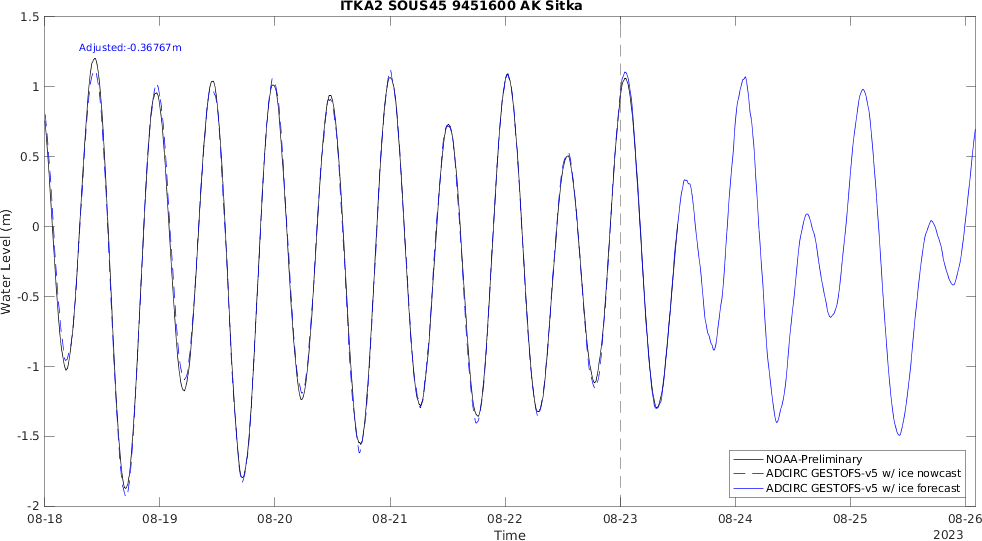 ITKA2 SOUS45 9451600 AK Sitka
Adjusted:-0.36767m
1.5
1
0.5
0
-0.5
-1
-1.5
-2
Water Level (m)
NOAA-Preliminary
ADCIRC GESTOFS-v5 w/ ice nowcast
ADCIRC GESTOFS-v5 w/ ice forecast
08-18 08-19 08-20 08-21 08-22 08-23 08-24 08-25 08-26
Time
2023